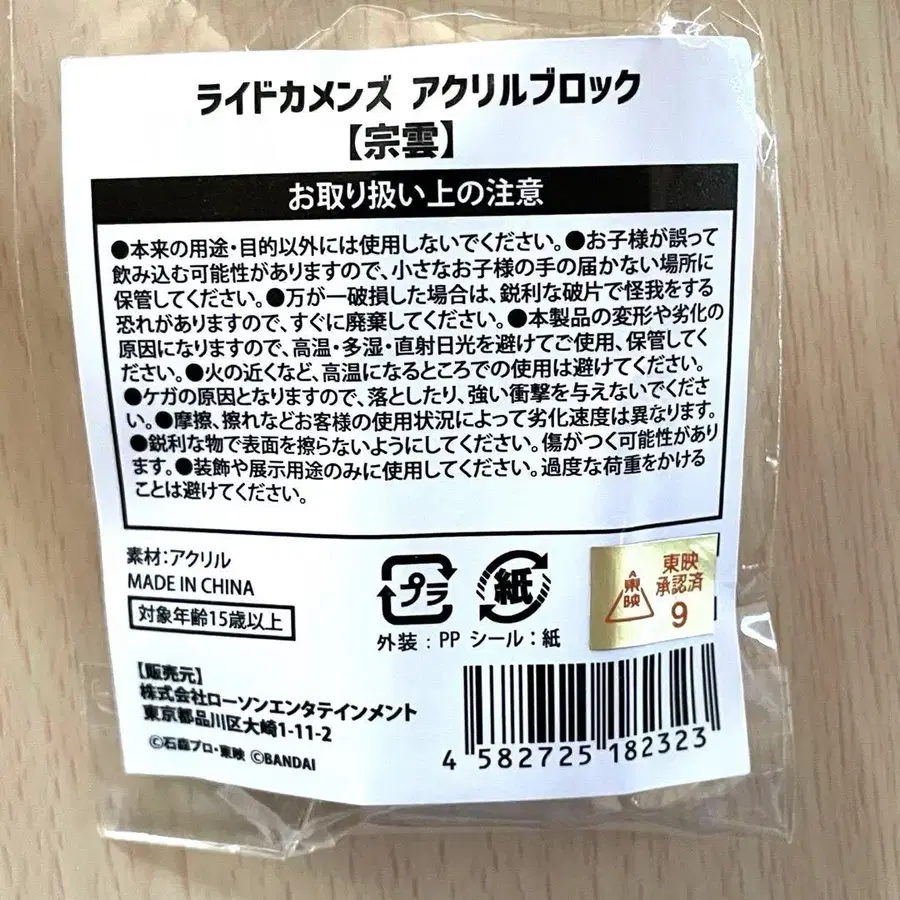 ライドカメンズ アクリルブロック
【宗雲】
お取り扱い上の注意
●本来の用途・目的以外には使用しないでください。●お子様が誤って
飲み込む可能性がありますので、小さなお子様の手の届かない場所に
保管してください。●万が一破損した場合は、鋭利な破片で怪我をする
恐れがありますので、すぐに廃棄してください。●本製品の変形や劣化の
原因になりますので、高温・多湿・直射日光を避けてご使用、保管してく
ださい。●火の近くなど、高温になるところでの使用は避けてください。
●ケガの原因となりますので、落としたり、強い衝撃を与えないでくださ
い。●摩擦、擦れなどお客様の使用状況によって劣化速度は異なります。
●鋭利な物で表面を擦らないようにしてください。傷がつく可能性があり
ます。●装飾や展示用途のみに使用してください。過度な荷重をかける
ことは避けてください。
素材:アクリル
MADE IN CHINA
対象年齢15歳以上
プラ
紙
外装:PP シール:紙
東映
東映
承認済
9
【販売元】
株式会社ローソンエンタテインメント
東京都品川区大崎1-11-2
©石森プロ・東映 ©BANDAI
4 582725 182323